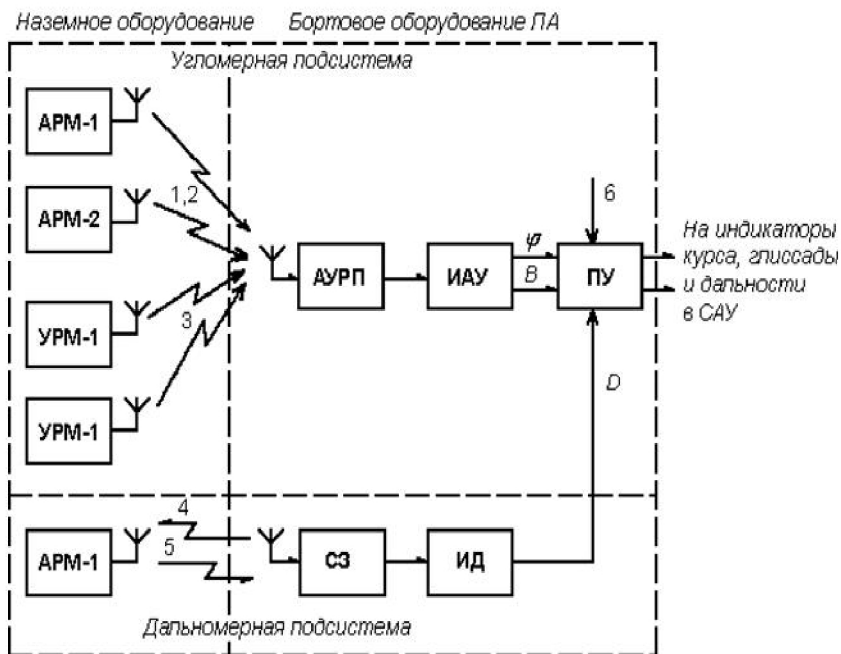 Наземное оборудование Бортовое оборудование ПА
Угломерная подсистема
АРМ-1
АРМ-2
1,2
УРМ-1
3
УРМ-1
АУРП
ИАУ
φ
В
6
ПУ
На индикаторы
курса, глиссады
и дальности
в САУ
D
АРМ-1
4
5
СЗ
ИД
Дальномерная подсистема